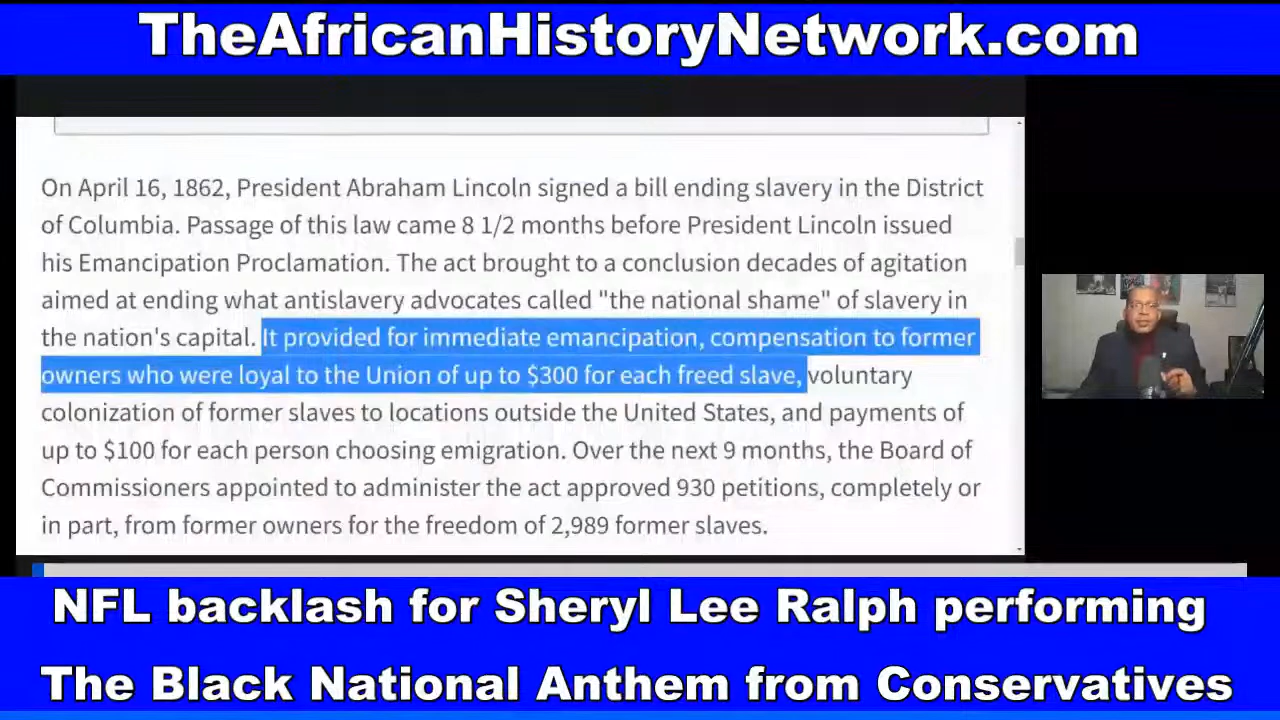 TheAfricanHistoryNetwork.com
On April 16, 1862, President Abraham Lincoln signed a bill ending slavery in the District
of Columbia. Passage of this law came 8 1/2 months before President Lincoln issued
his Emancipation Proclamation. The act brought to a conclusion decades of agitation
aimed at ending what antislavery advocates called "the national shame" of slavery in
the nation's capital. It provided for immediate emancipation, compensation to former
owners who were loyal to the Union of up to $300 for each freed slave, voluntary
colonization of former slaves to locations outside the United States, and payments of
up to $100 for each person choosing emigration. Over the next 9 months, the Board of
Commissioners appointed to administer the act approved 930 petitions, completely or
in part, from former owners for the freedom of 2,989 former slaves.
NFL backlash for Sheryl Lee Ralph performing
The Black National Anthem from Conservatives